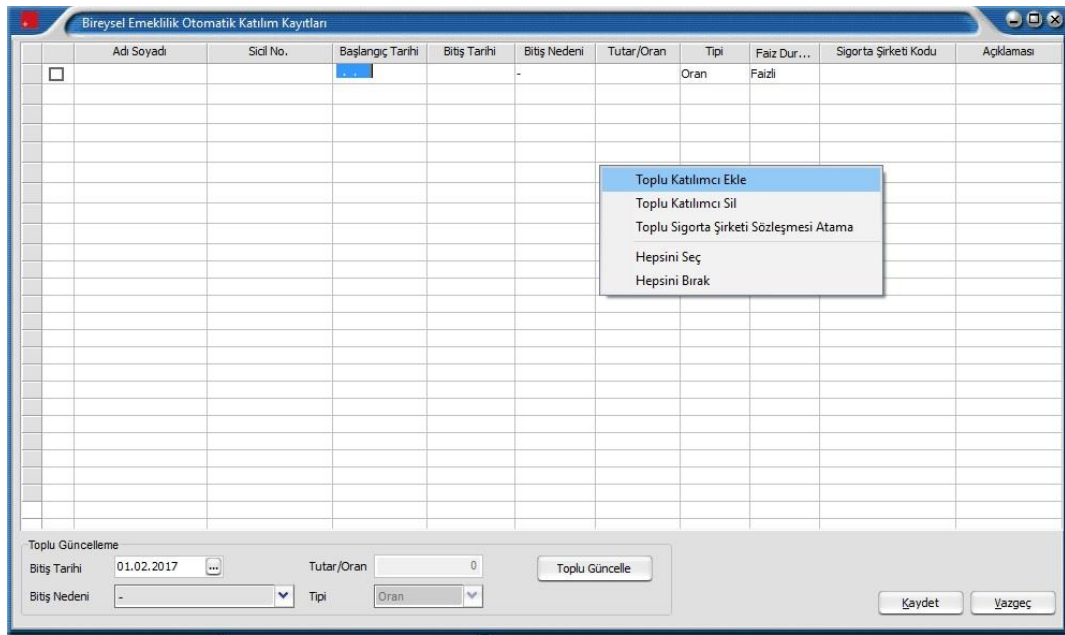 Bireysel Emeklilik Otomatik Katılım Kayıtları
Adı Soyadı Sicil No. Başlangıç Tarihi Bitiş Tarihi Bitiş Nedeni Tutar/Oran Tipi Faiz Dur... Sigorta Şirketi Kodu Açıklaması
. . - Oran Faizli
Toplu Katılımcı Ekle
Toplu Katılımcı Sil
Toplu Sigorta Şirketi Sözleşmesi Atama
Hepsini Seç
Hepsini Bırak
Toplu Güncelleme
Bitiş Tarihi 01.02.2017 ... Tutar/Oran 0 Toplu Güncelle
Bitiş Nedeni - Tipi Oran Kaydet Vazgeç